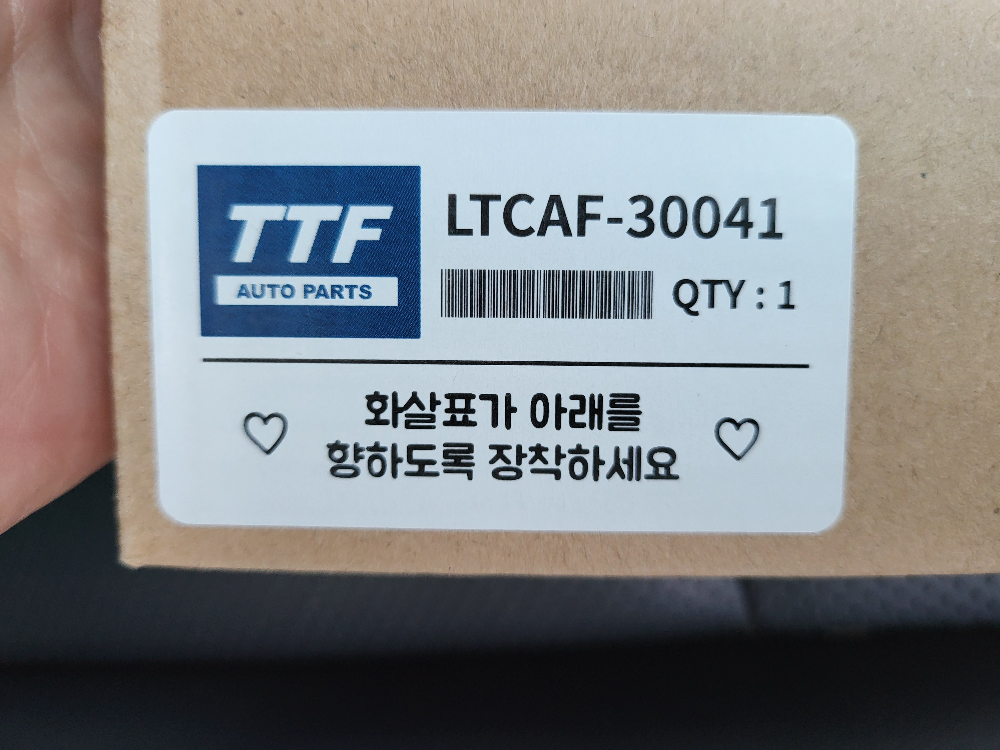 TTF
AUTO PARTS
LTCAF-30041
QTY : 1
화살표가 아래를
향하도록 장착하세요